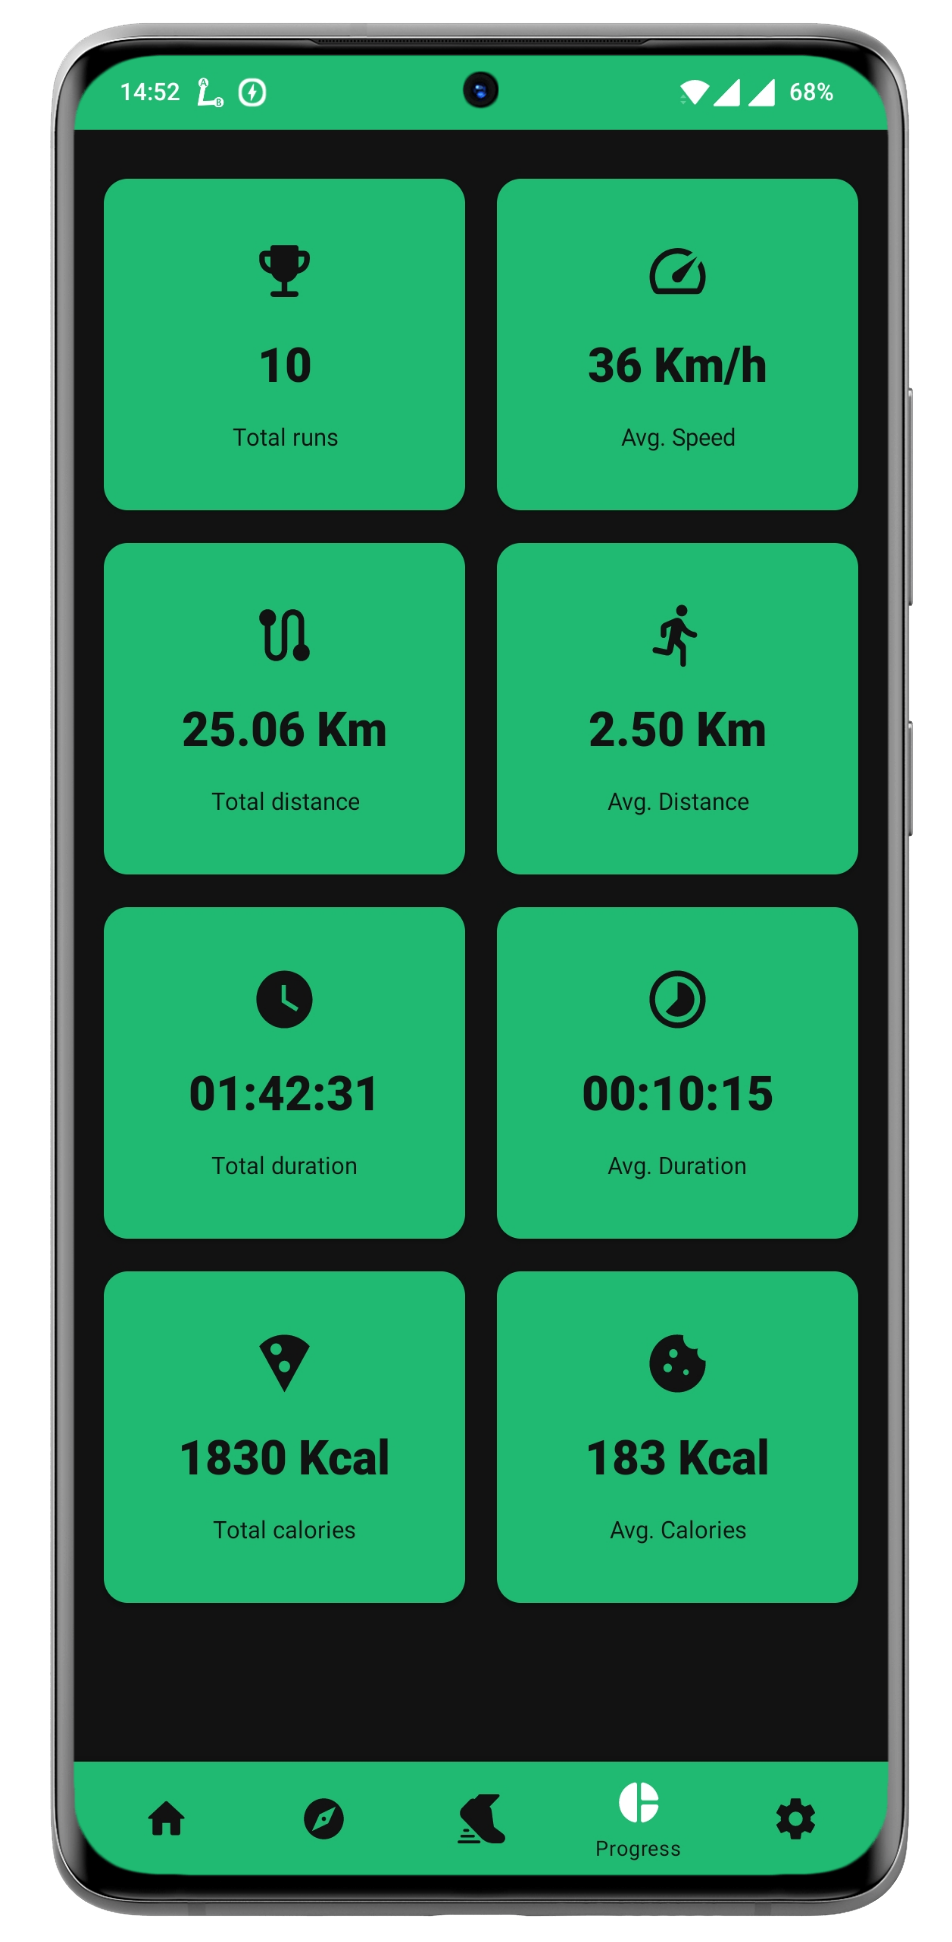 14:52 68%
10
Total runs
36 Km/h
Avg. Speed
25.06 Km
Total distance
2.50 Km
Avg. Distance
01:42:31
Total duration
00:10:15
Avg. Duration
1830 Kcal
Total calories
183 Kcal
Avg. Calories
Progress